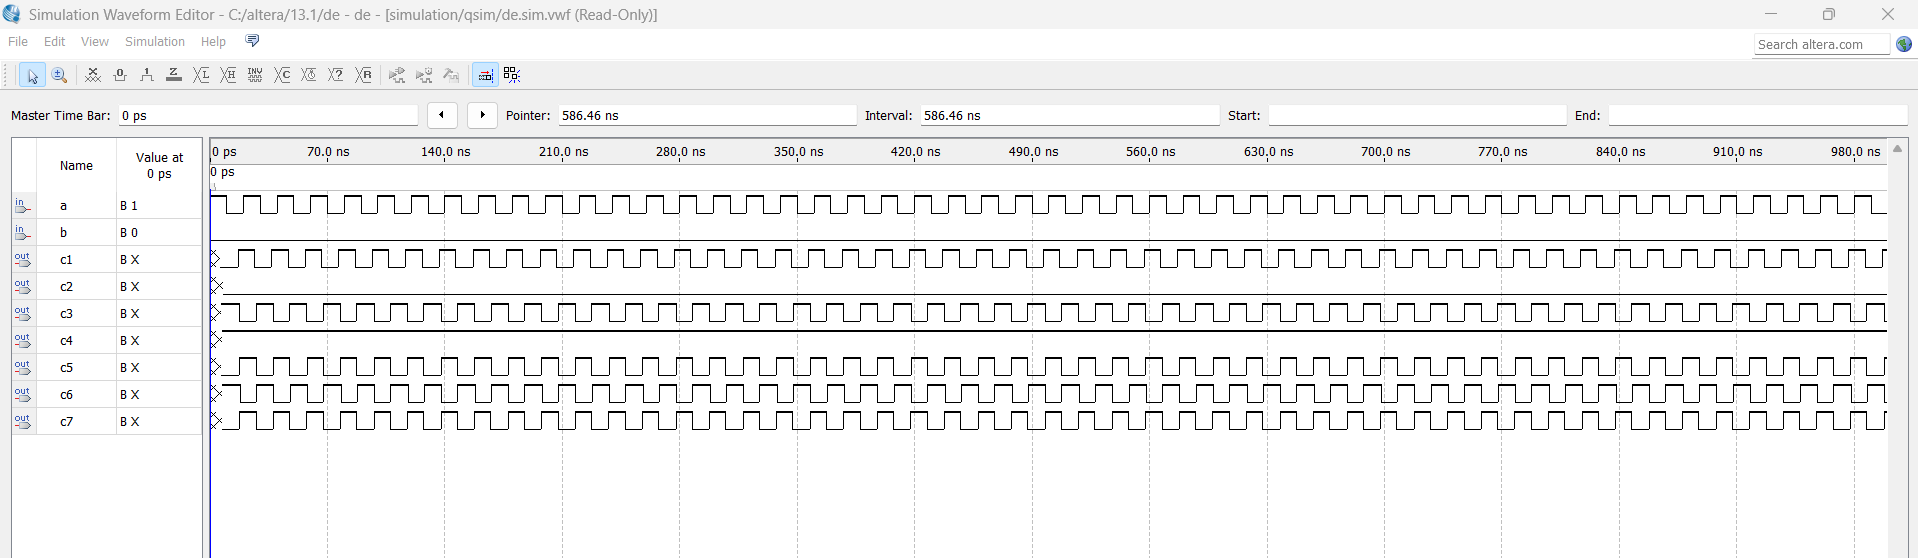 Simulation Waveform Editor - C:/altera/13.1/de - de - [simulation/qsim/de.sim.vwf (Read-Only)]
File Edit View Simulation Help
Search altera.com
Master Time Bar: 0 ps Pointer: 586.46 ns Interval: 586.46 ns Start: End:
Name Value at 0 ps
0 ps 70.0 ns 140.0 ns 210.0 ns 280.0 ns 350.0 ns 420.0 ns 490.0 ns 560.0 ns 630.0 ns 700.0 ns 770.0 ns 840.0 ns 910.0 ns 980.0 ns
0 ps
in a B 1
in b B 0
out c1 B X
out c2 B X
out c3 B X
out c4 B X
out c5 B X
out c6 B X
out c7 B X